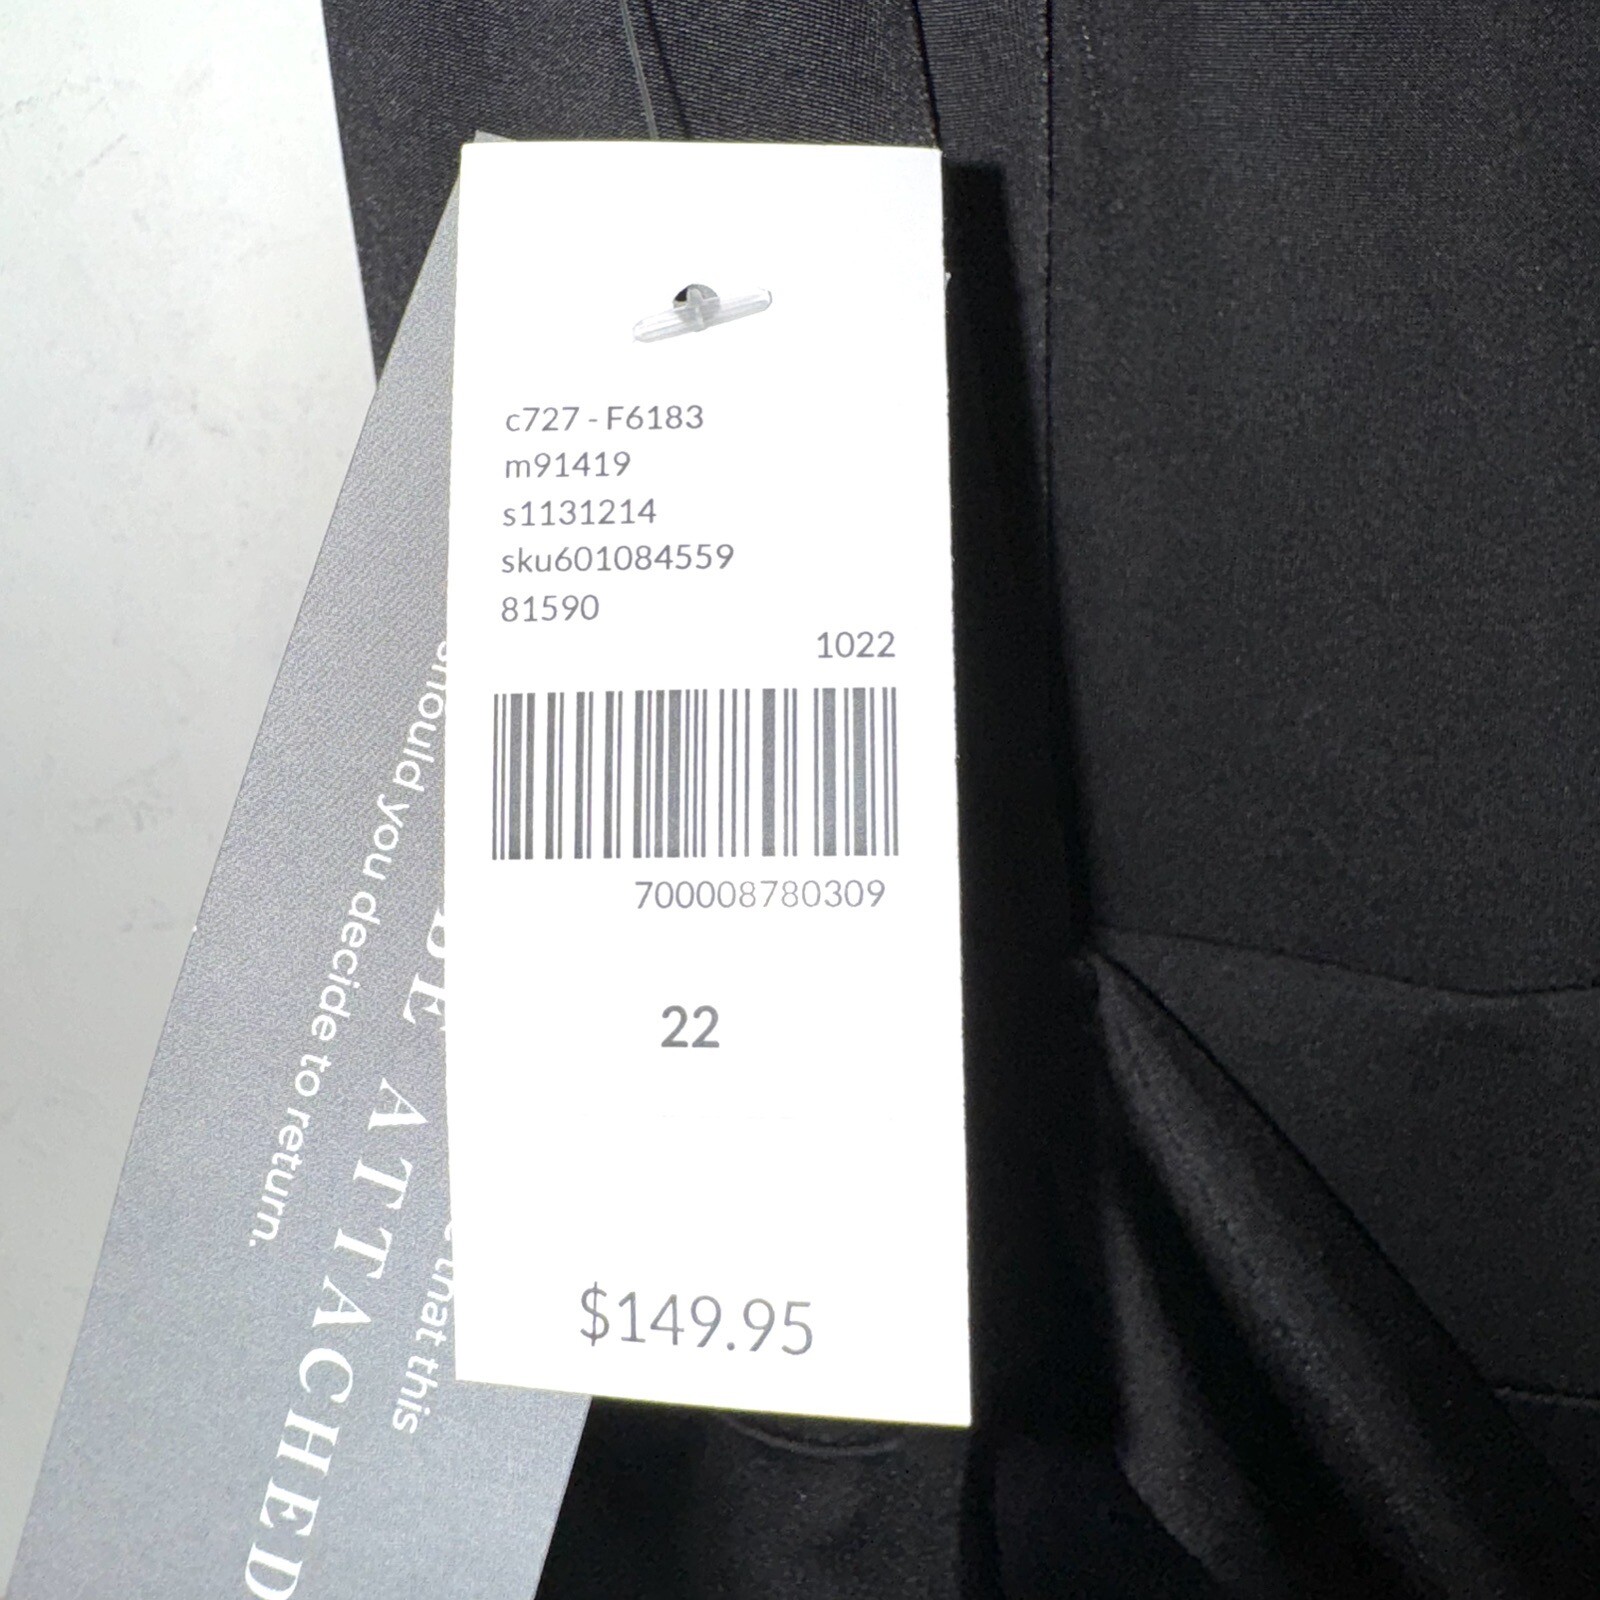 c727 - F6183
m91419
s1131214
sku601084559
81590
1022
700008780309
22
$149.95
that this
BE ATTACHED
should you decide to return.